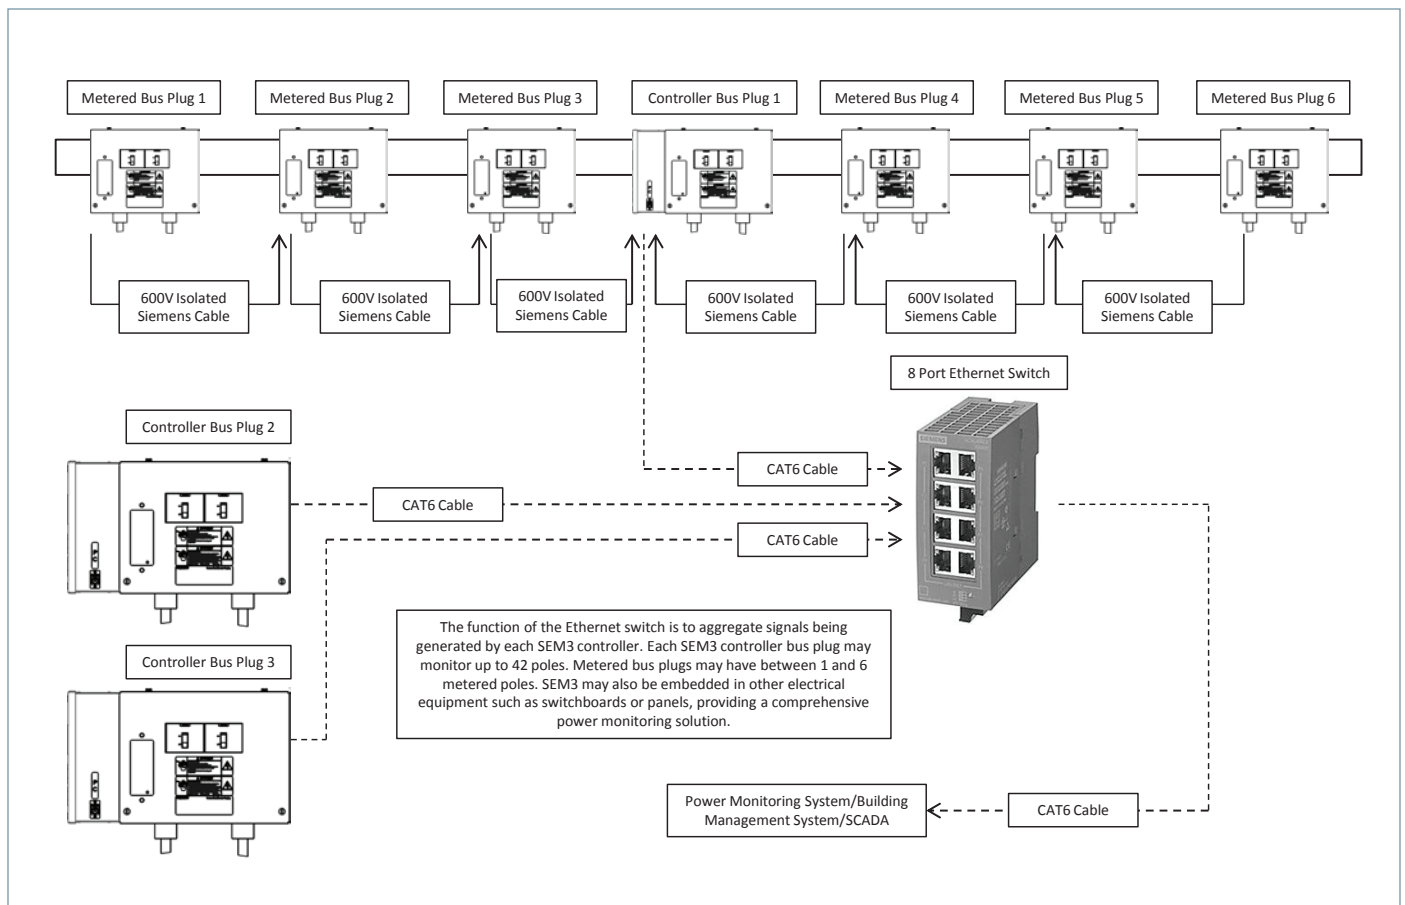 Metered Bus Plug 1
Metered Bus Plug 2
Metered Bus Plug 3
Controller Bus Plug 1
Metered Bus Plug 4
Metered Bus Plug 5
Metered Bus Plug 6
600V Isolated
Siemens Cable
600V Isolated
Siemens Cable
600V Isolated
Siemens Cable
600V Isolated
Siemens Cable
600V Isolated
Siemens Cable
600V Isolated
Siemens Cable
8 Port Ethernet Switch
SIEMENS
Controller Bus Plug 2
CAT6 Cable
CAT6 Cable
CAT6 Cable
The function of the Ethernet switch is to aggregate signals being
generated by each SEM3 controller. Each SEM3 controller bus plug may
monitor up to 42 poles. Metered bus plugs may have between 1 and 6
metered poles. SEM3 may also be embedded in other electrical
equipment such as switchboards or panels, providing a comprehensive
power monitoring solution.
Controller Bus Plug 3
Power Monitoring System/Building
Management System/SCADA
CAT6 Cable